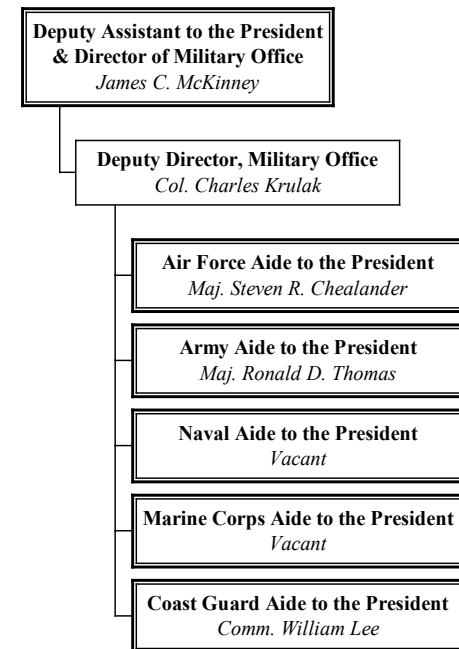 Deputy Assistant to the President
& Director of Military Office
James C. McKinney
Deputy Director, Military Office
Col. Charles Krulak
Air Force Aide to the President
Maj. Steven R. Chealander
Army Aide to the President
Maj. Ronald D. Thomas
Naval Aide to the President
Vacant
Marine Corps Aide to the President
Vacant
Coast Guard Aide to the President
Comm. William Lee